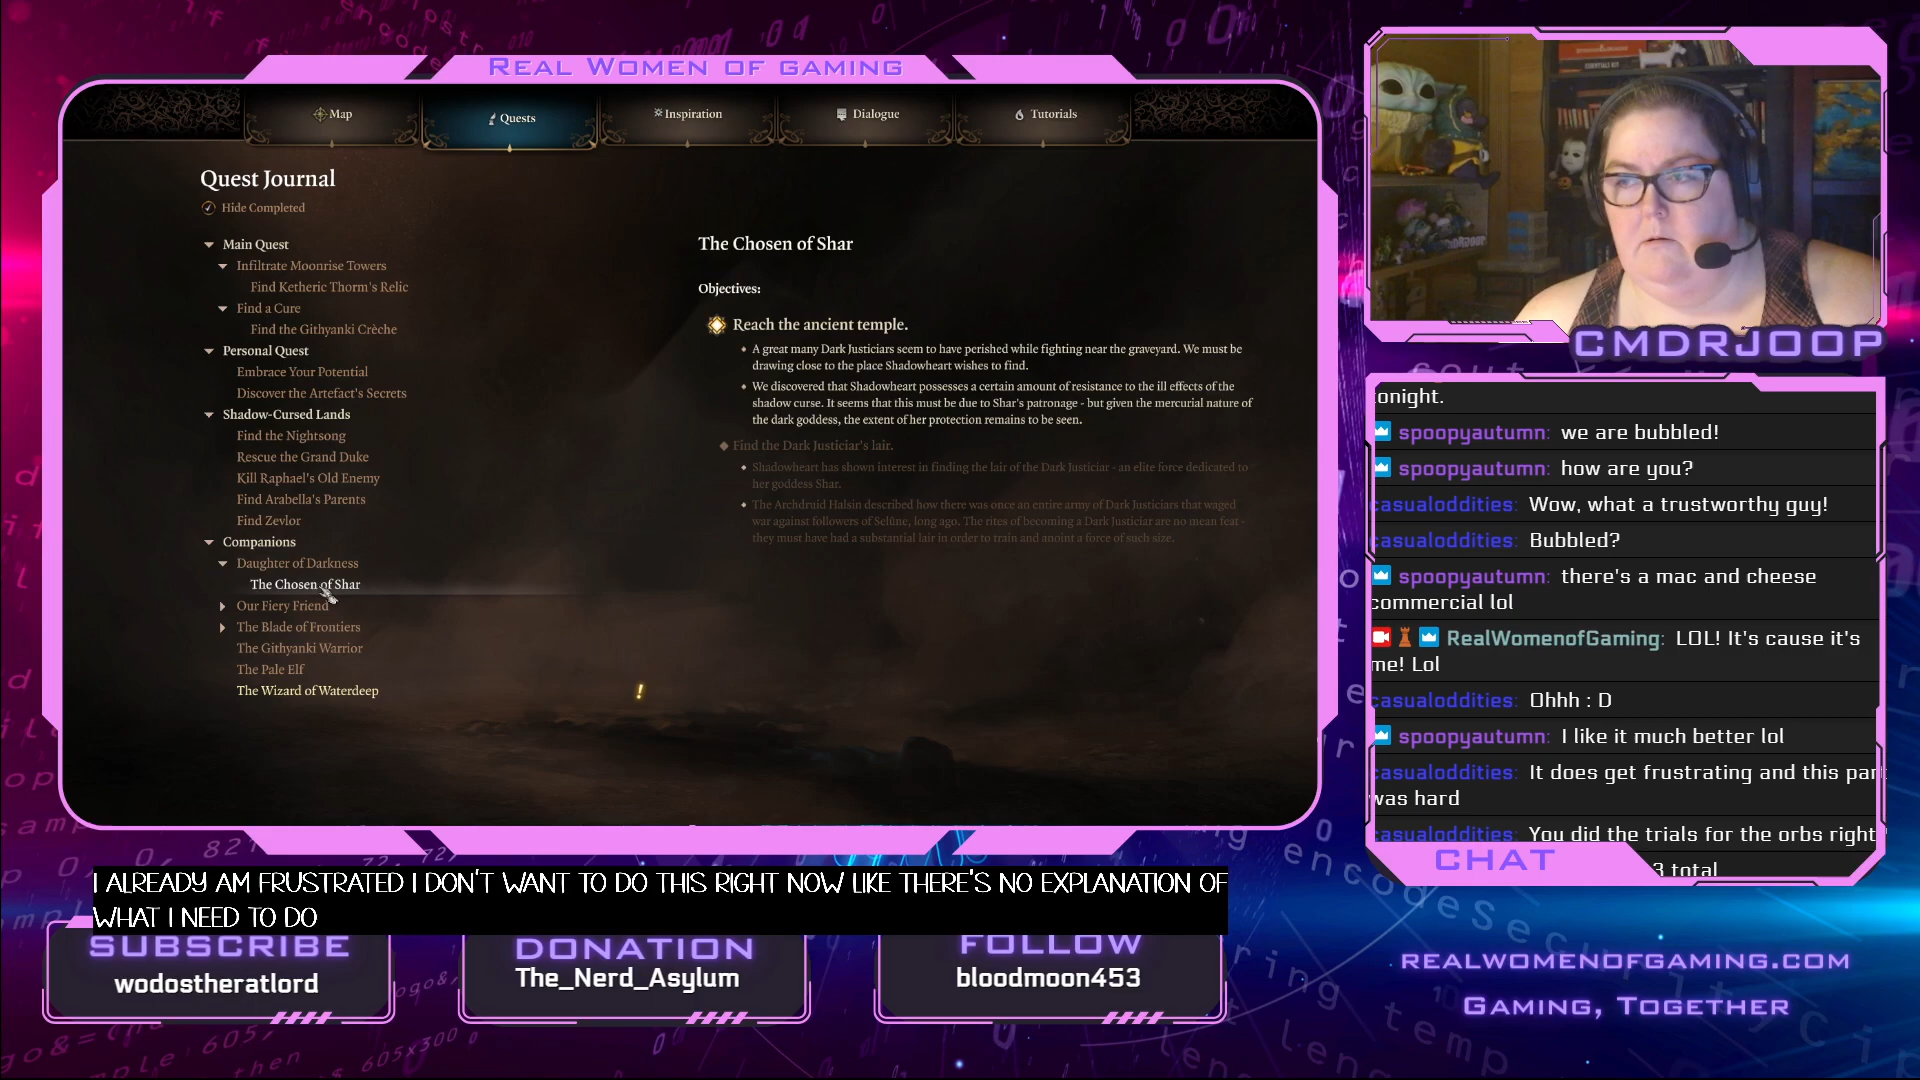 REAL WOMEN OF GAMING
Map
Quests
Inspiration
Dialogue
Tutorials
Quest Journal
Hide Completed
Main Quest
Infiltrate Moonrise Towers
Find Ketheric Thorm's Relic
Find a Cure
Find the Githyanki Crèche
Personal Quest
Embrace Your Potential
Discover the Artefact's Secrets
Shadow-Cursed Lands
Find the Nightsong
Rescue the Grand Duke
Kill Raphael's Old Enemy
Find Arabella's Parents
Find Zevlor
Companions
Daughter of Darkness
The Chosen of Shar
Our Fiery Friend
The Blade of Frontiers
The Githyanki Warrior
The Pale Elf
The Wizard of Waterdeep
The Chosen of Shar
Objectives:
Reach the ancient temple.
A great many Dark Justiciars seem to have perished while fighting near the graveyard. We must be
drawing close to the place Shadowheart wishes to find.
We discovered that Shadowheart possesses a certain amount of resistance to the ill effects of the
shadow curse. It seems that this must be due to Shar's patronage - but given the mercurial nature of
the dark goddess, the extent of her protection remains to be seen.
Find the Dark Justiciar's lair.
Shadowheart has shown interest in finding the lair of the Dark Justiciar - an elite force dedicated to
her goddess Shar.
The Archdruid Halsin described how there was once an entire army of Dark Justiciars that waged
war against followers of Selûne, long ago. The rites of becoming a Dark Justiciar are no mean feat -
they must have had a substantial lair in order to train and anoint a force of such size.
CMDRJOOP
tonight.
spoopyautumn: we are bubbled!
spoopyautumn: how are you?
casualoddities: Wow, what a trustworthy guy!
casualoddities: Bubbled?
spoopyautumn: there's a mac and cheese
commercial lol
RealWomenofGaming: LOL! It's cause it's
me! Lol
casualoddities: Ohhh : D
spoopyautumn: I like it much better lol
casualoddities: It does get frustrating and this part
was hard
casualoddities: You did the trials for the orbs right
3 total
CHAT
I ALREADY AM FRUSTRATED I DON'T WANT TO DO THIS RIGHT NOW LIKE THERE'S NO EXPLANATION OF
WHAT I NEED TO DO
SUBSCRIBE
wodostheratlord
DONATION
The_Nerd_Asylum
FOLLOW
bloodmoon453
REALWOMENOFGAMING.COM
GAMING, TOGETHER